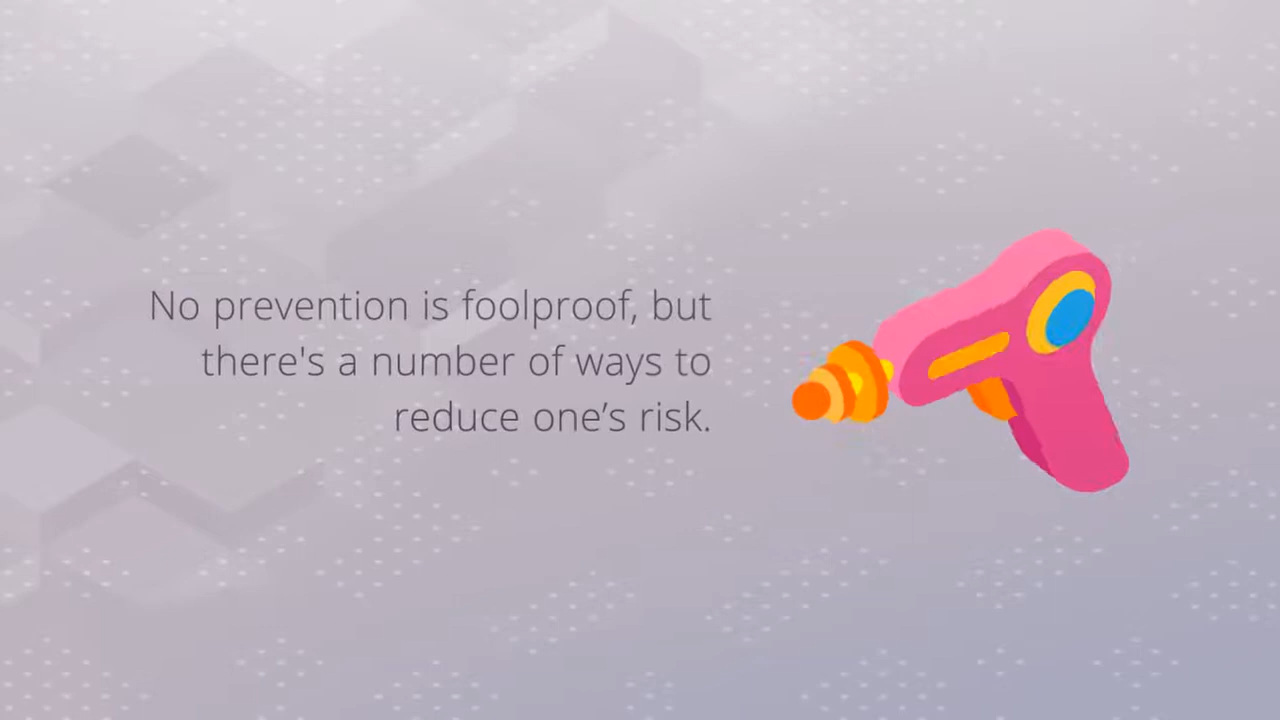 No prevention is foolproof, but
there's a number of ways to
reduce one’s risk.